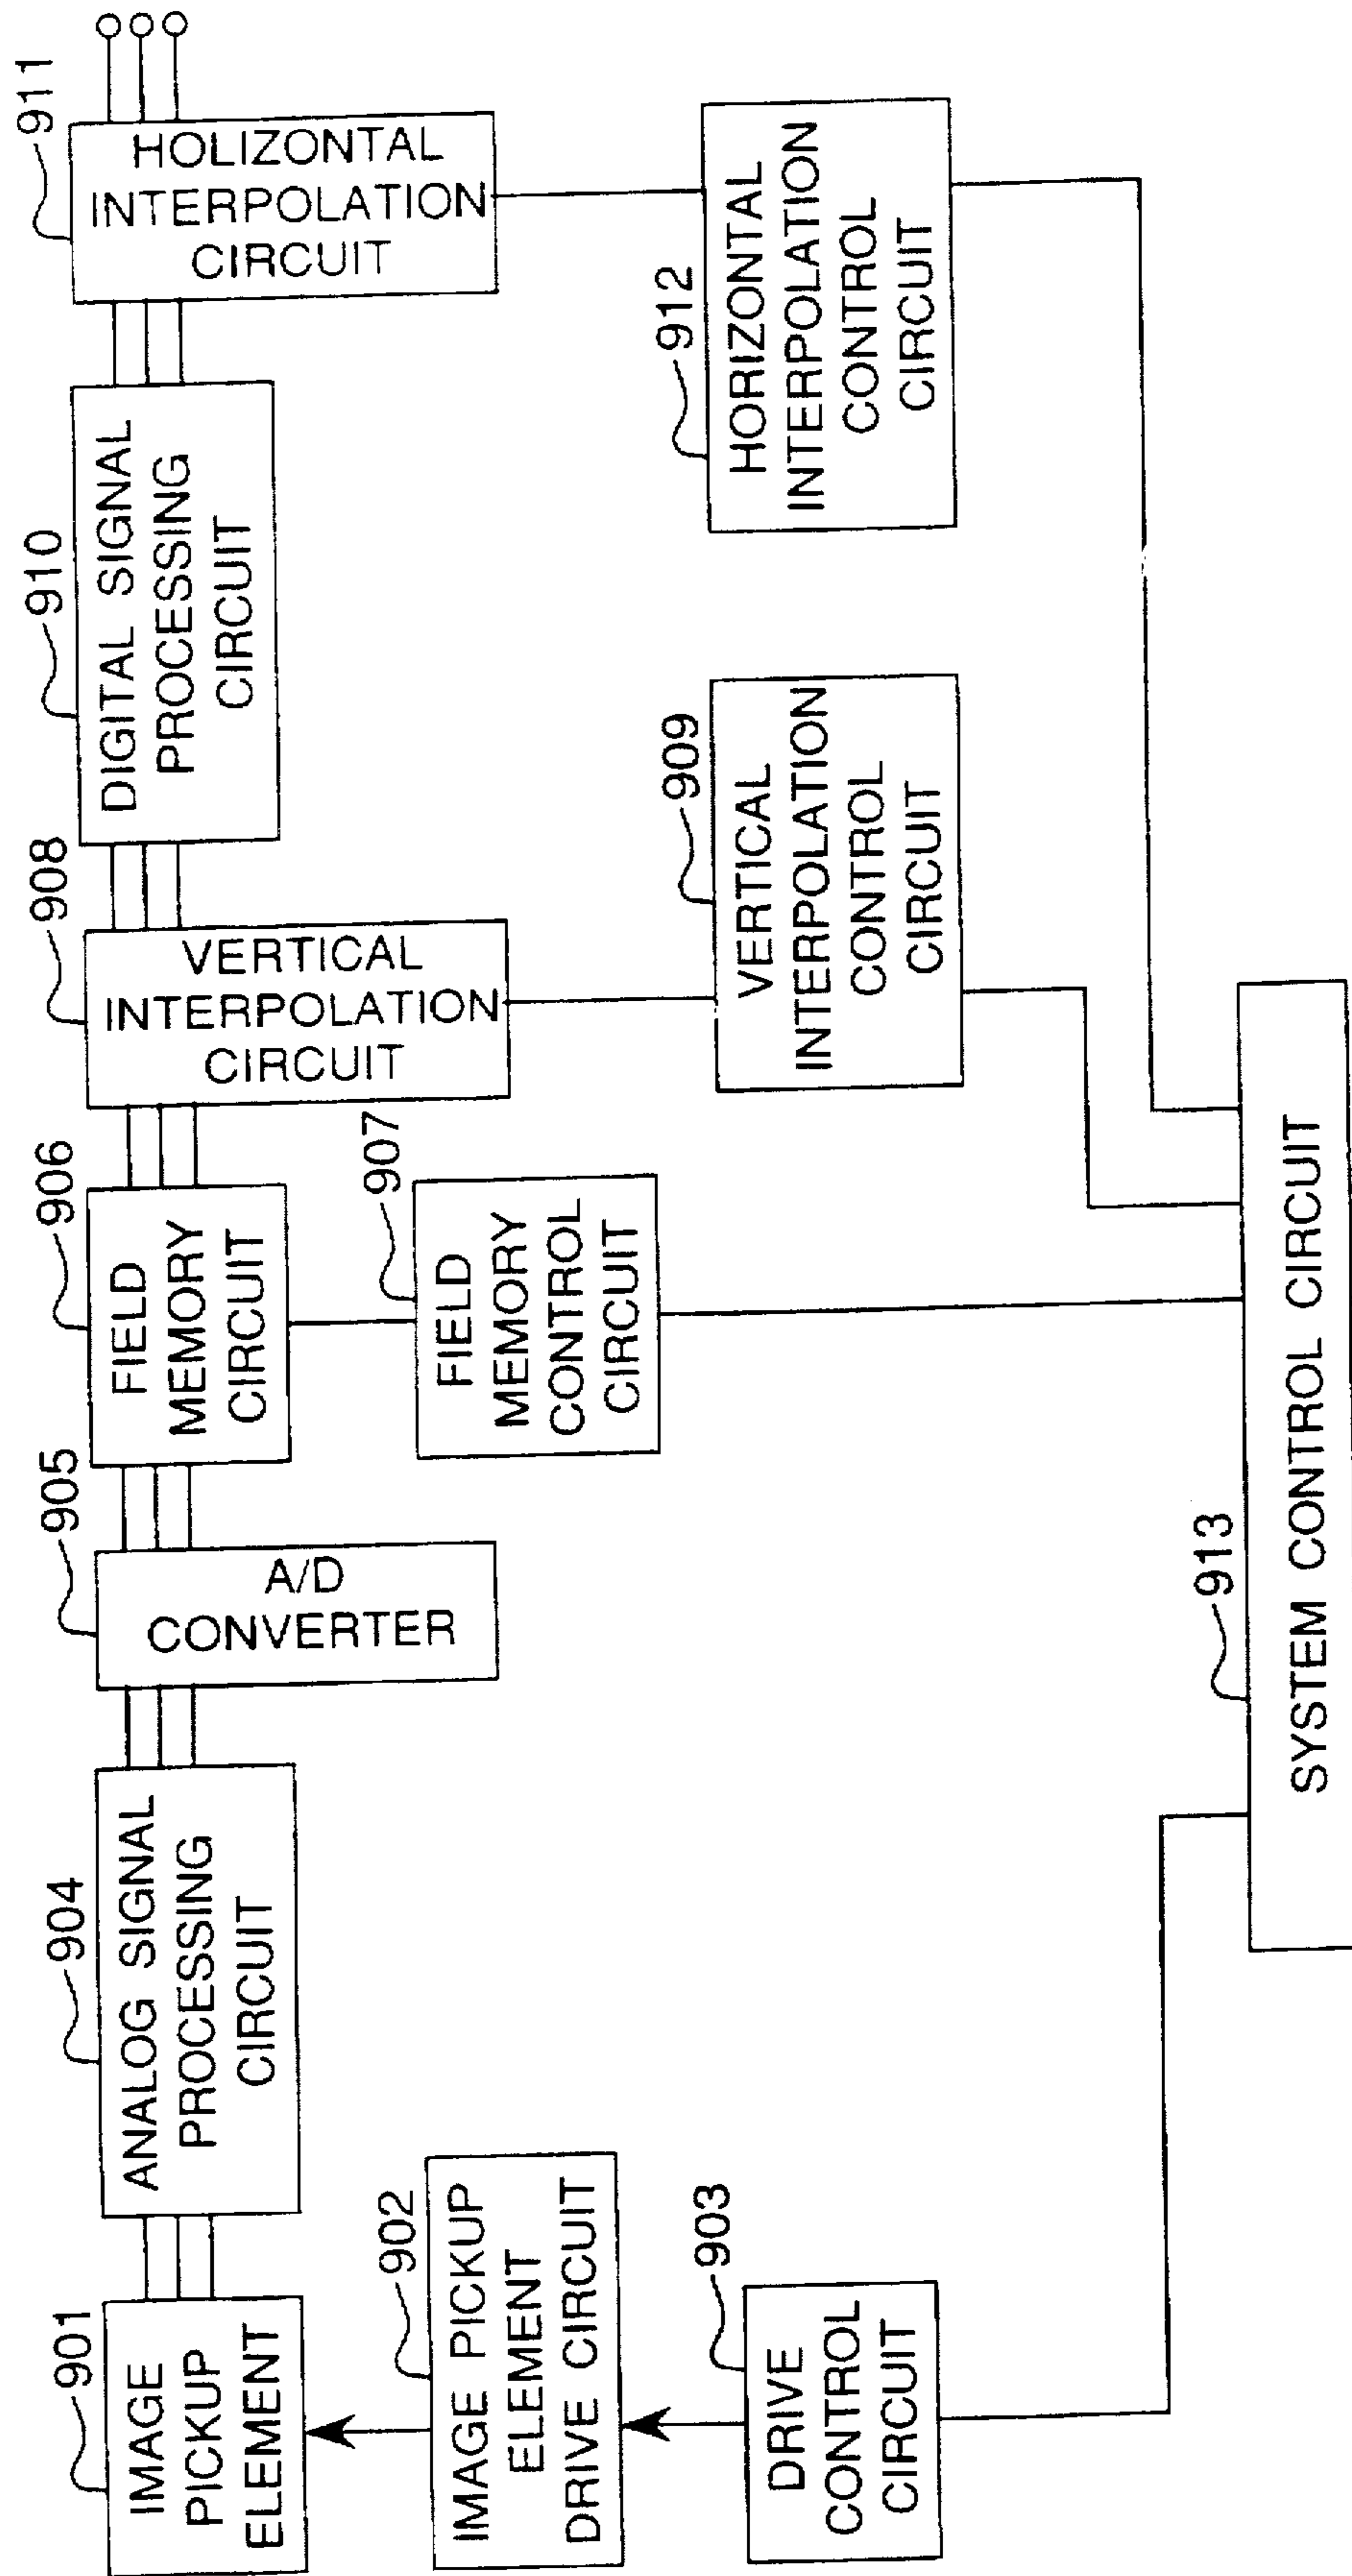 901
IMAGE
PICKUP
ELEMENT
902
IMAGE PICKUP
ELEMENT
DRIVE CIRCUIT
903
DRIVE
CONTROL
CIRCUIT
904
ANALOG SIGNAL
PROCESSING
CIRCUIT
905
A/D
CONVERTER
906
FIELD
MEMORY
CIRCUIT
907
FIELD
MEMORY
CONTROL
CIRCUIT
908
VERTICAL
INTERPOLATION
CIRCUIT
909
VERTICAL
INTERPOLATION
CONTROL
CIRCUIT
910
DIGITAL SIGNAL
PROCESSING
CIRCUIT
911
HOLIZONTAL
INTERPOLATION
CIRCUIT
912
HORIZONTAL
INTERPOLATION
CONTROL
CIRCUIT
913
SYSTEM CONTROL CIRCUIT